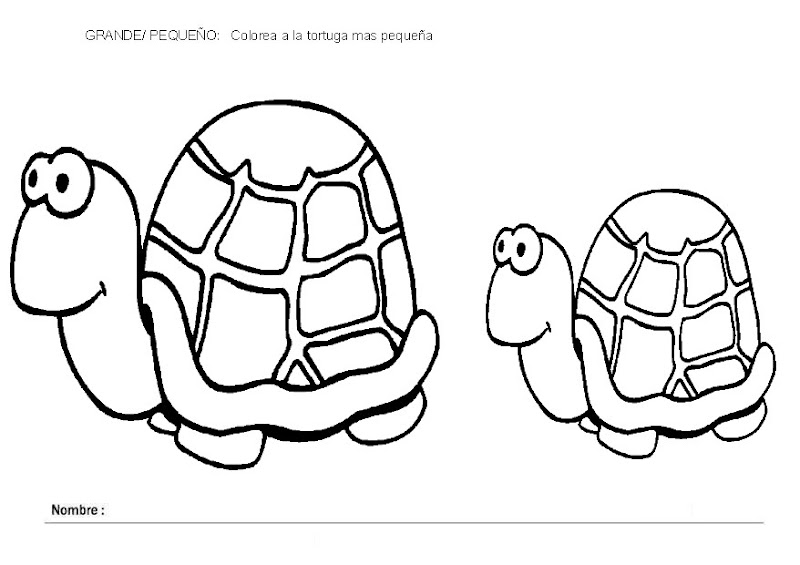 GRANDE/ PEQUEÑO: Colorea a la tortuga mas pequeña
Nombre :